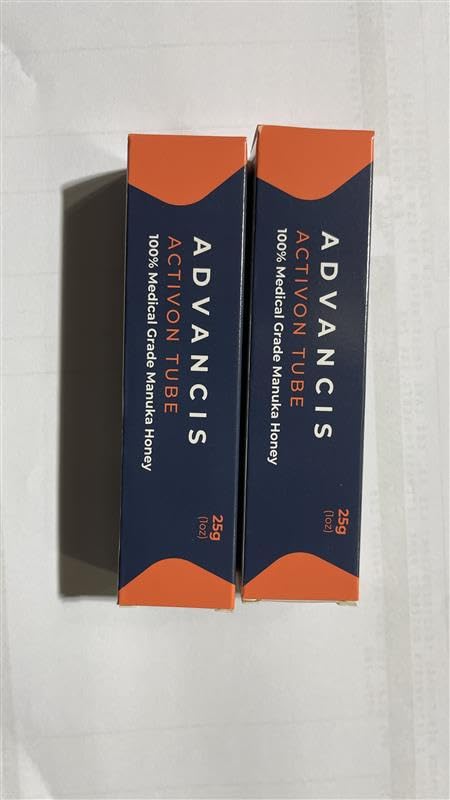 ADVANCIS
ACTIVON TUBE
100% Medical Grade Manuka Honey
25g
(1oz)
ADVANCIS
ACTIVON TUBE
100% Medical Grade Manuka Honey
25g
(1oz)